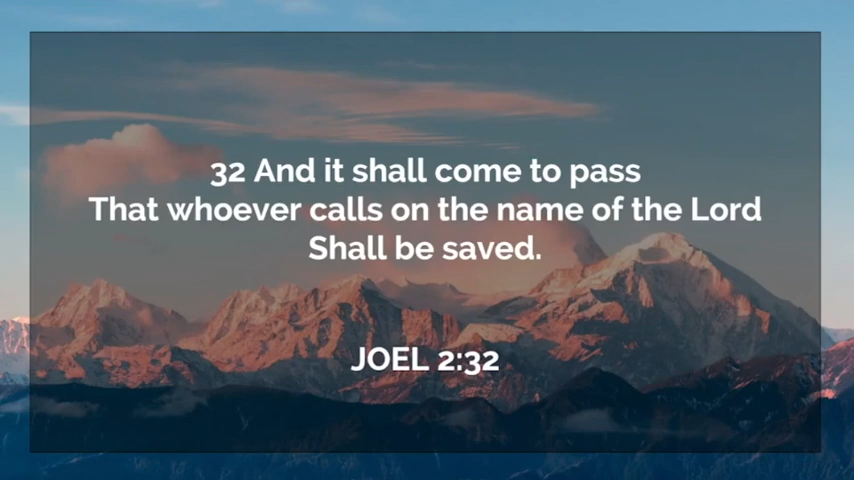 32 And it shall come to pass
That whoever calls on the name of the Lord
Shall be saved.
JOEL 2:32